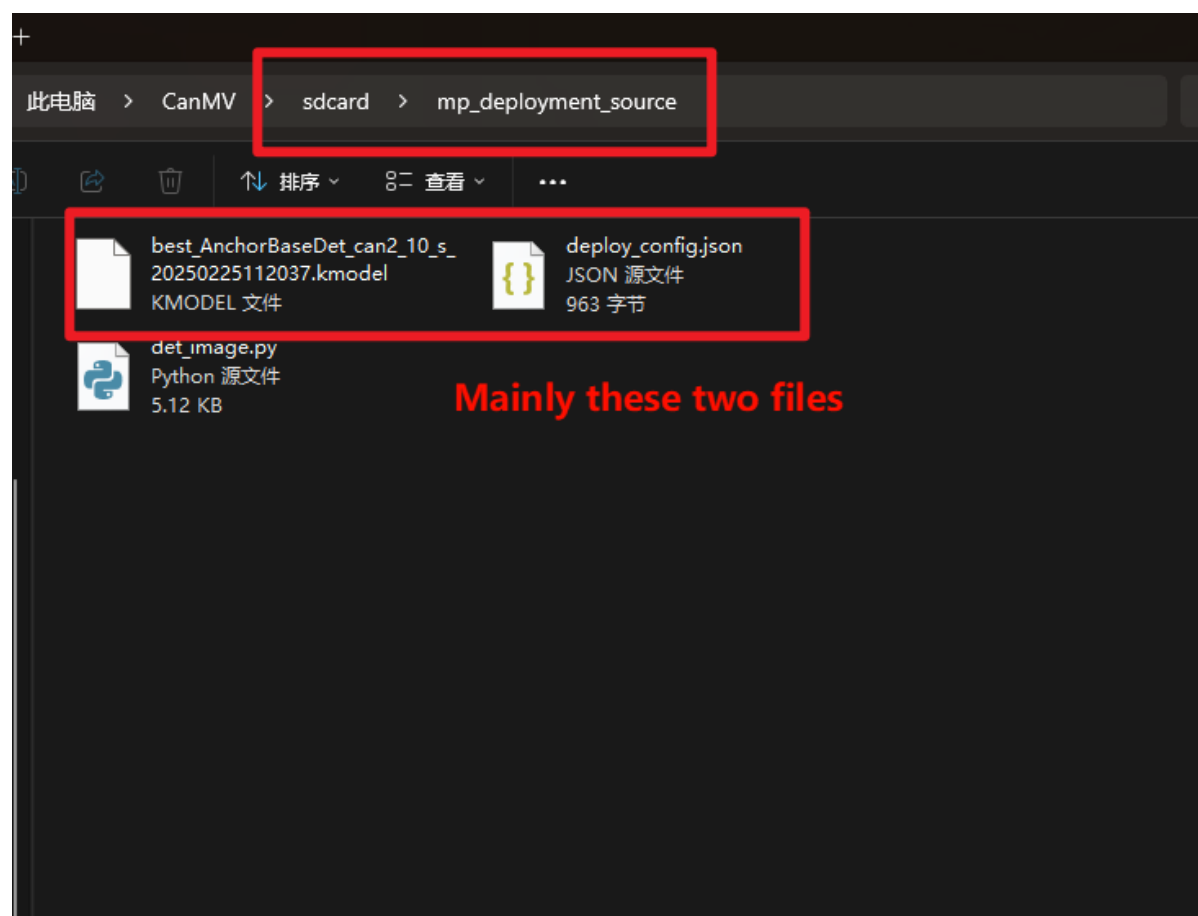 此电脑 > CanMV > sdcard > mp_deployment_source
排序 查看
best_AnchorBaseDet_can2_10_s_
20250225112037.kmodel
KMODEL 文件
deploy_config.json
JSON 源文件
963 字节
det_image.py
Python 源文件
5.12 KB
Mainly these two files